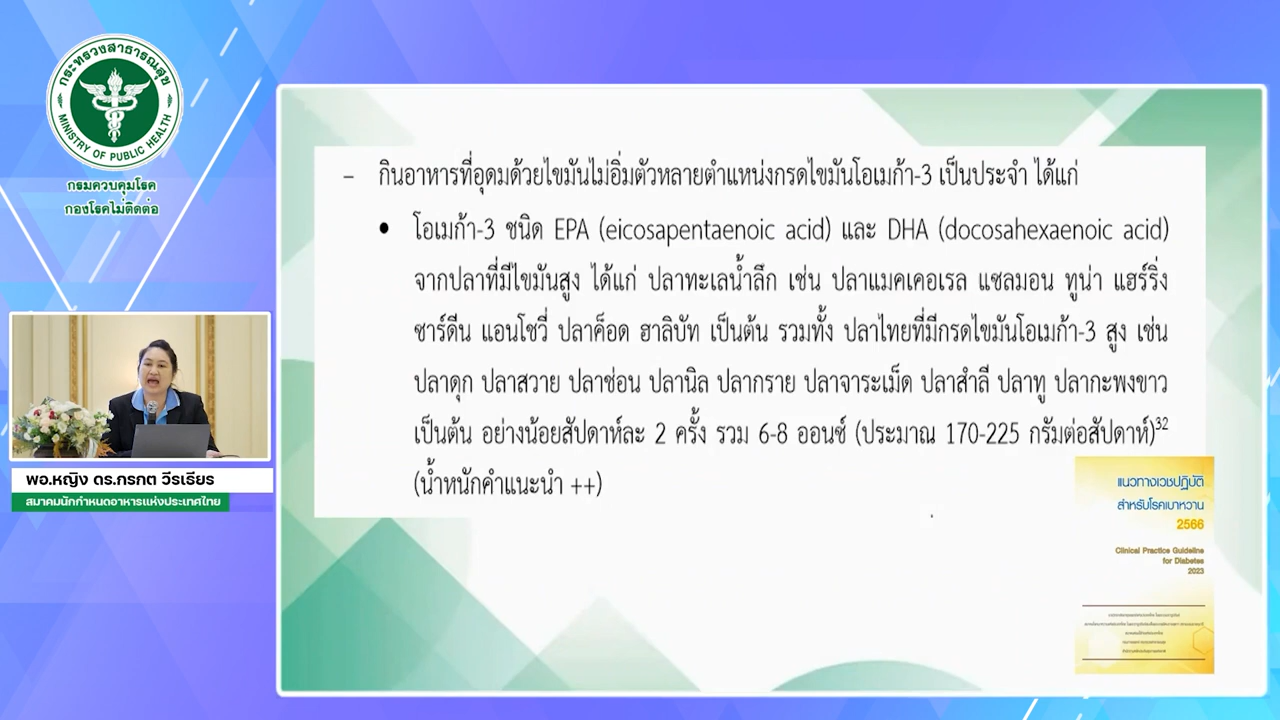 กระทรวงสาธารณสุข
MINISTRY OF PUBLIC HEALTH
กรมควบคุมโรค
กองโรคไม่ติดต่อ
– กินอาหารที่อุดมด้วยไขมันไม่อิ่มตัวหลายตำแหน่งกรดไขมันโอเมก้า-3 เป็นประจำ ได้แก่
• โอเมก้า-3 ชนิด EPA (eicosapentaenoic acid) และ DHA (docosahexaenoic acid)
จากปลาที่มีไขมันสูง ได้แก่ ปลาทะเลน้ำลึก เช่น ปลาแมคเคอเรล แซลมอน ทูน่า แฮร์ริ่ง
ซาร์ดีน แอนโชวี่ ปลาค็อด ฮาลิบัท เป็นต้น รวมทั้ง ปลาไทยที่มีกรดไขมันโอเมก้า-3 สูง เช่น
ปลาดุก ปลาสวาย ปลาช่อน ปลานิล ปลากราย ปลาจาระเม็ด ปลาสำลี ปลาทู ปลากะพงขาว
เป็นต้น อย่างน้อยสัปดาห์ละ 2 ครั้ง รวม 6-8 ออนซ์ (ประมาณ 170-225 กรัมต่อสัปดาห์)32
(น้ำหนักคำแนะนำ ++)
พอ.หญิง ดร.กรกต วีรเธียร
สมาคมนักกำหนดอาหารแห่งประเทศไทย
แนวทางเวชปฏิบัติ
สำหรับโรคเบาหวาน
2566
Clinical Practice Guideline
for Diabetes
2023